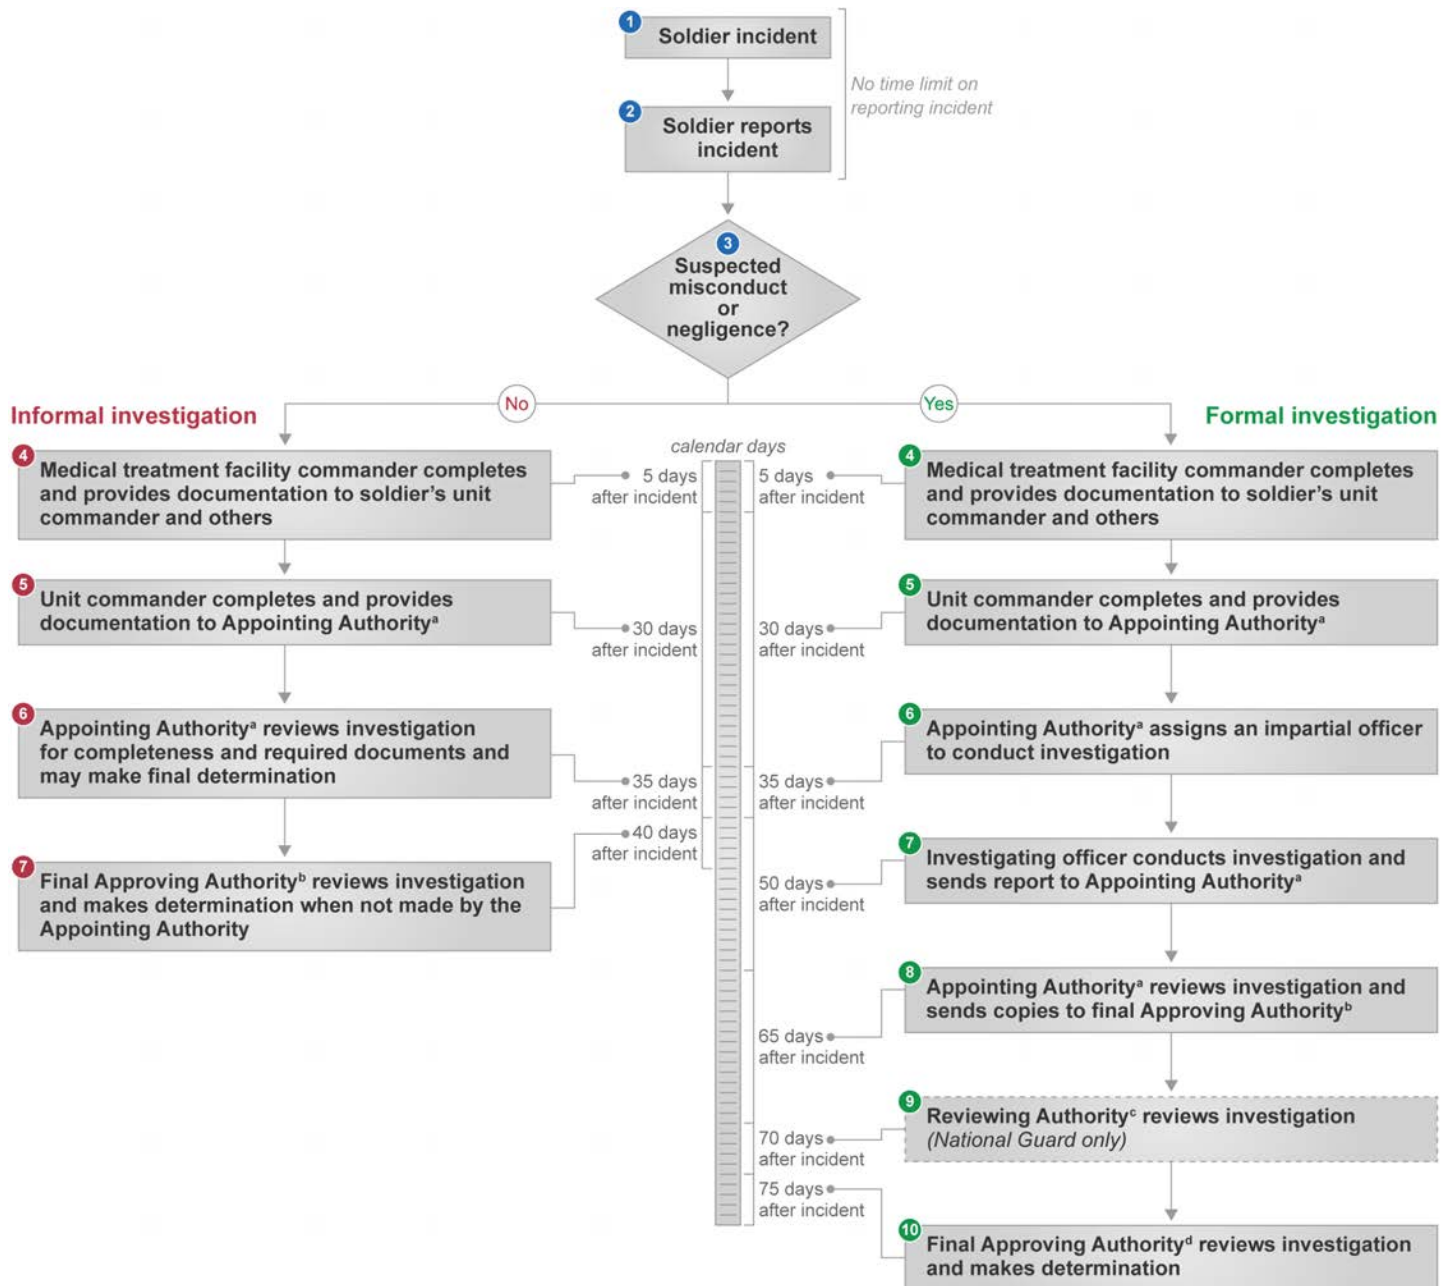 1
Soldier incident
No time limit on
reporting incident
2
Soldier reports
incident
3
Suspected
misconduct
or
negligence?
No
Yes
Informal investigation
Formal investigation
calendar days
4
Medical treatment facility commander completes
and provides documentation to soldier's unit
commander and others
5 days
after incident
5 days
after incident
4
Medical treatment facility commander completes
and provides documentation to soldier's unit
commander and others
5
Unit commander completes and provides
documentation to Appointing Authorityᵃ
30 days
after incident
30 days
after incident
5
Unit commander completes and provides
documentation to Appointing Authorityᵃ
6
Appointing Authorityᵃ reviews investigation
for completeness and required documents and
may make final determination
35 days
after incident
35 days
after incident
6
Appointing Authorityᵃ assigns an impartial officer
to conduct investigation
40 days
after incident
7
Final Approving Authorityᵇ reviews investigation
and makes determination when not made by the
Appointing Authority
50 days
after incident
7
Investigating officer conducts investigation and
sends report to Appointing Authorityᵃ
65 days
after incident
8
Appointing Authorityᵃ reviews investigation and
sends copies to final Approving Authorityᵇ
70 days
after incident
9
Reviewing Authorityᶜ reviews investigation
(National Guard only)
75 days
after incident
10
Final Approving Authorityᵈ reviews investigation
and makes determination